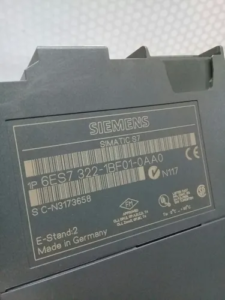 SIEMENS
SIMATIC S7
1P 6ES7 322-1BF01-0AA0
S C-N3173658
N117
E-Stand:2
Made in Germany